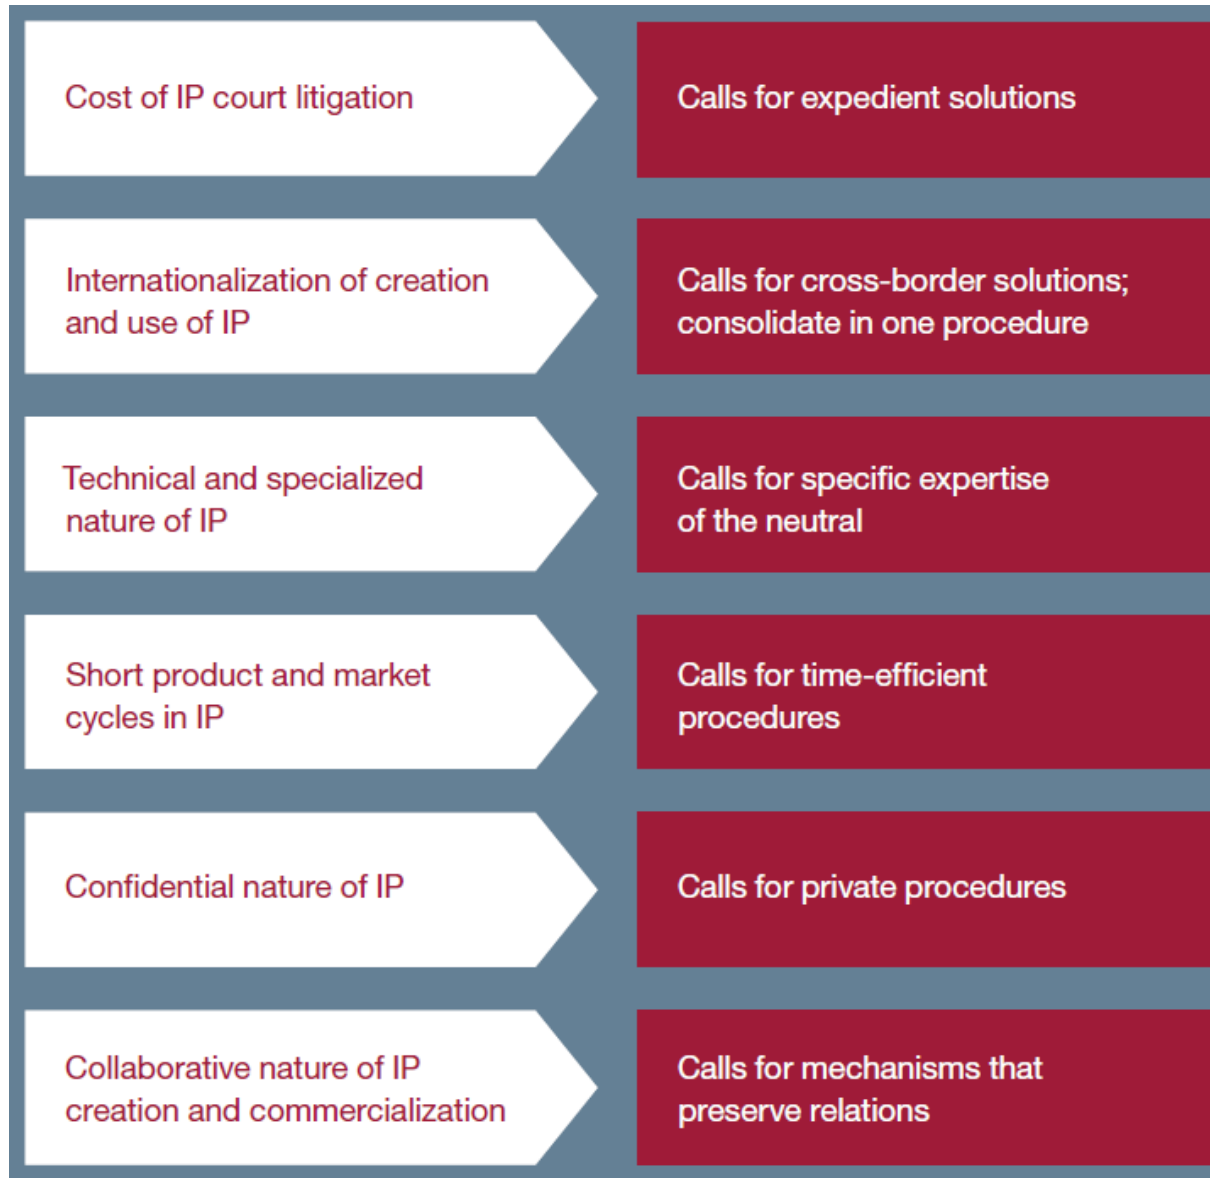 Cost of IP court litigation
Calls for expedient solutions
Internationalization of creation
and use of IP
Calls for cross-border solutions;
consolidate in one procedure
Technical and specialized
nature of IP
Calls for specific expertise
of the neutral
Short product and market
cycles in IP
Calls for time-efficient
procedures
Confidential nature of IP
Calls for private procedures
Collaborative nature of IP
creation and commercialization
Calls for mechanisms that
preserve relations